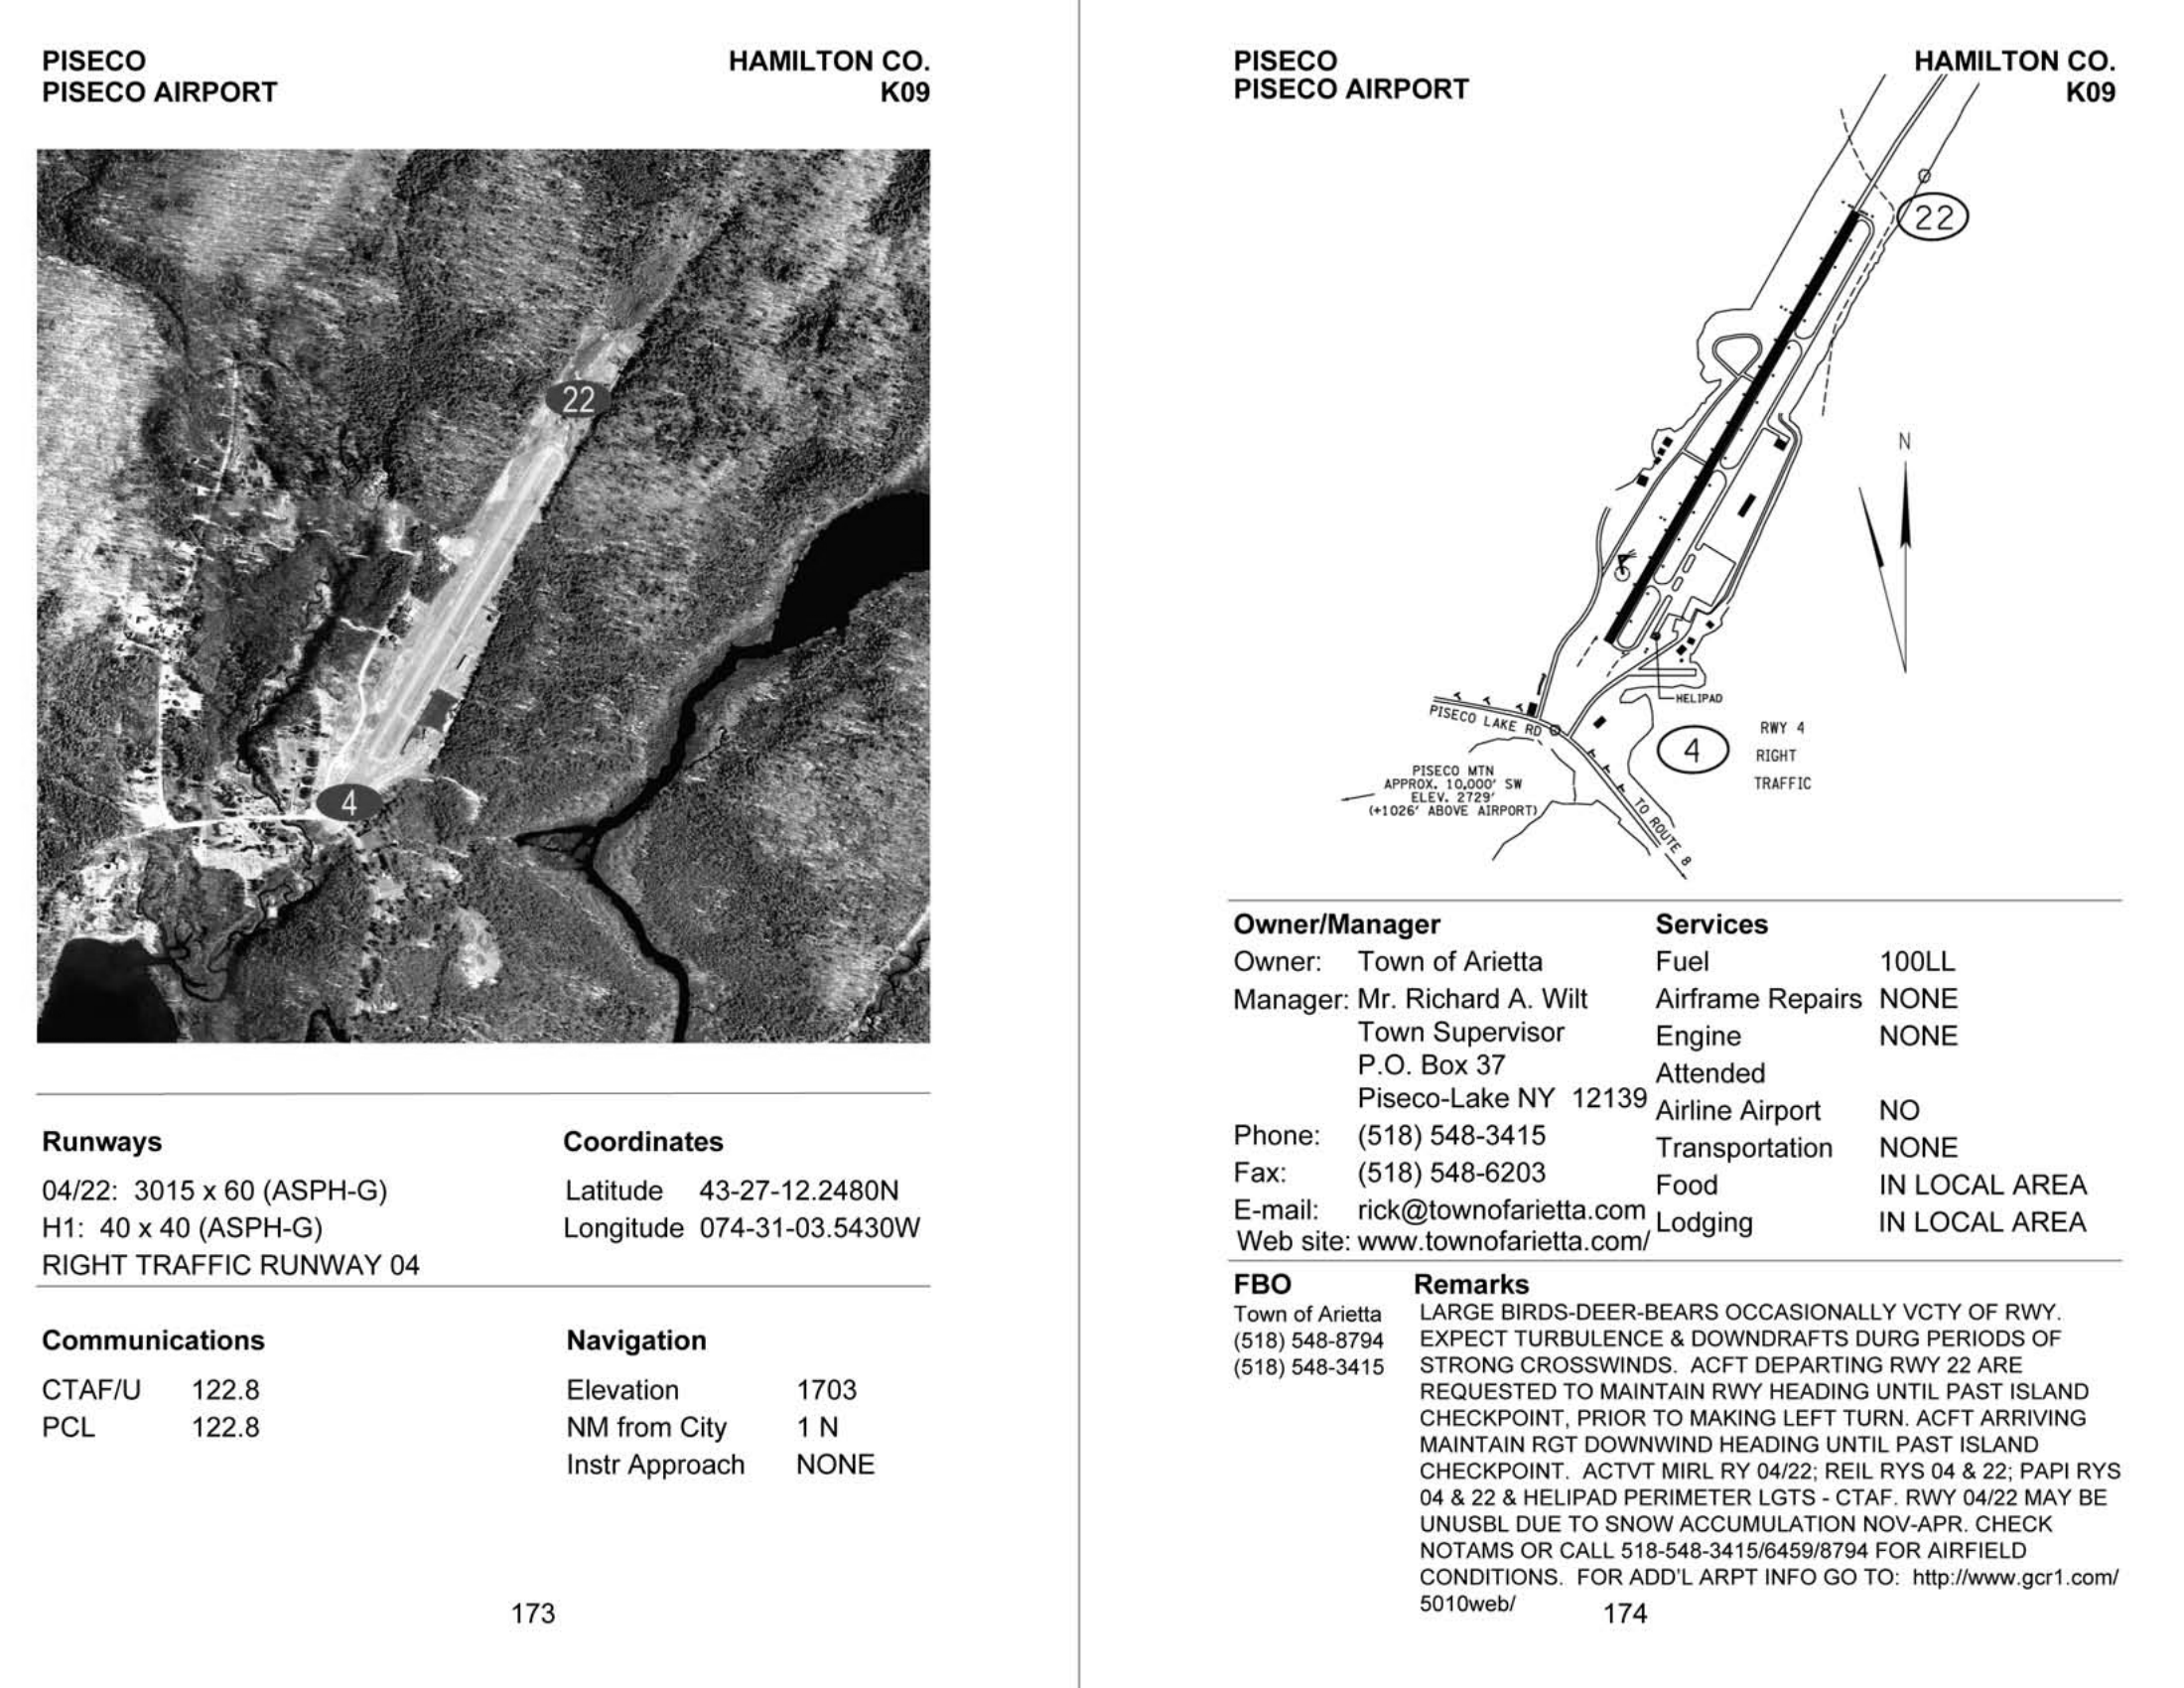 PISECO
HAMILTON CO.
PISECO AIRPORT
K09
22
4
Runways
04/22: 3015 x 60 (ASPH-G)
H1: 40 x 40 (ASPH-G)
RIGHT TRAFFIC RUNWAY 04
Coordinates
Latitude 43-27-12.2480N
Longitude 074-31-03.5430W
Communications
CTAF/U 122.8
PCL 122.8
Navigation
Elevation 1703
NM from City 1 N
Instr Approach NONE
173
PISECO
HAMILTON CO.
PISECO AIRPORT
K09
22
N
HELIPAD
PISECO LAKE RD
4
RWY 4
RIGHT
TRAFFIC
PISECO MTN
APPROX. 10,000' SW
ELEV. 2729'
(+1026' ABOVE AIRPORT)
TO ROUTE 8
Owner/Manager
Owner: Town of Arietta
Manager: Mr. Richard A. Wilt
Town Supervisor
P.O. Box 37
Piseco-Lake NY 12139
Phone: (518) 548-3415
Fax: (518) 548-6203
E-mail: rick@townofarietta.com
Web site: www.townofarietta.com/
Services
Fuel 100LL
Airframe Repairs NONE
Engine NONE
Attended
Airline Airport NO
Transportation NONE
Food IN LOCAL AREA
Lodging IN LOCAL AREA
FBO
Town of Arietta
(518) 548-8794
(518) 548-3415
Remarks
LARGE BIRDS-DEER-BEARS OCCASIONALLY VCTY OF RWY.
EXPECT TURBULENCE & DOWNDRAFTS DURG PERIODS OF
STRONG CROSSWINDS. ACFT DEPARTING RWY 22 ARE
REQUESTED TO MAINTAIN RWY HEADING UNTIL PAST ISLAND
CHECKPOINT, PRIOR TO MAKING LEFT TURN. ACFT ARRIVING
MAINTAIN RGT DOWNWIND HEADING UNTIL PAST ISLAND
CHECKPOINT. ACTVT MIRL RY 04/22; REIL RYS 04 & 22; PAPI RYS
04 & 22 & HELIPAD PERIMETER LGTS - CTAF. RWY 04/22 MAY BE
UNUSBL DUE TO SNOW ACCUMULATION NOV-APR. CHECK
NOTAMS OR CALL 518-548-3415/6459/8794 FOR AIRFIELD
CONDITIONS. FOR ADD'L ARPT INFO GO TO: http://www.gcr1.com/
5010web/
174